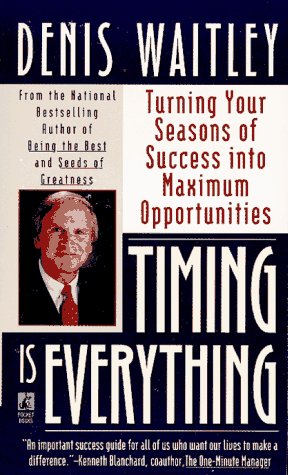 DENIS WAITLEY
From the National
Bestselling
Author of
Being the Best
and Seeds of
Greatness
Turning Your
Seasons of
Success into
Maximum
Opportunities
TIMING
IS EVERYTHING
POCKET
BOOKS
"An important success guide for all of us who want our lives to make a
difference."-Kenneth Blanchard, coauthor, The One-Minute Manager